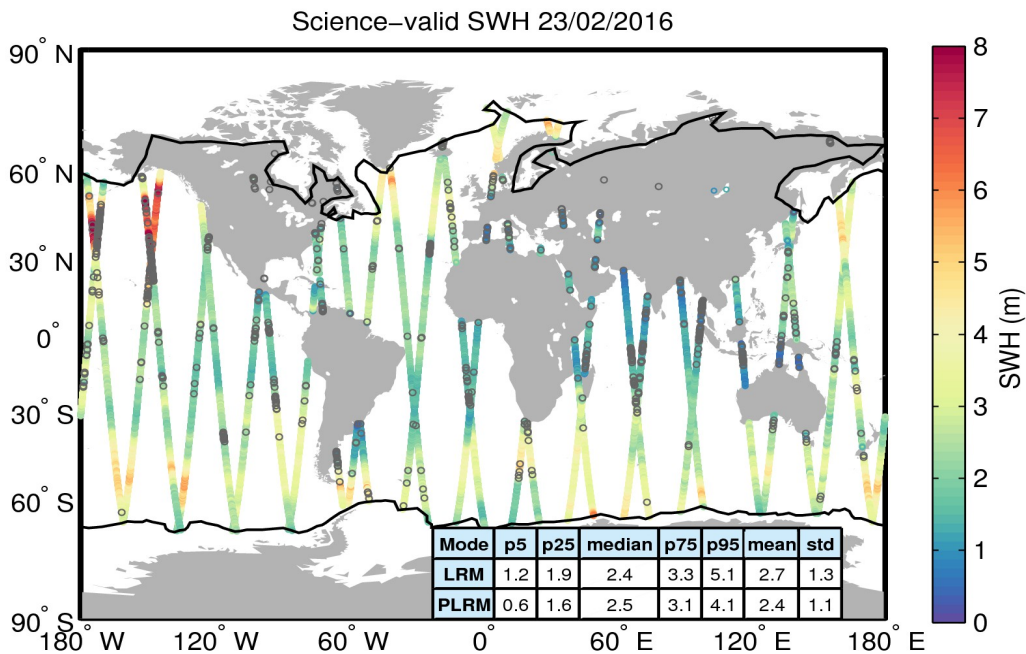 Science−valid SWH 23/02/2016
90° N
60° N
30° N
0°
30° S
60° S
90° S
180° W
120° W
60° W
0°
60° E
120° E
180° E
Mode p5 p25 median p75 p95 mean std
LRM 1.2 1.9 2.4 3.3 5.1 2.7 1.3
PLRM 0.6 1.6 2.5 3.1 4.1 2.4 1.1
8
7
6
5
4
3
2
1
0
SWH (m)